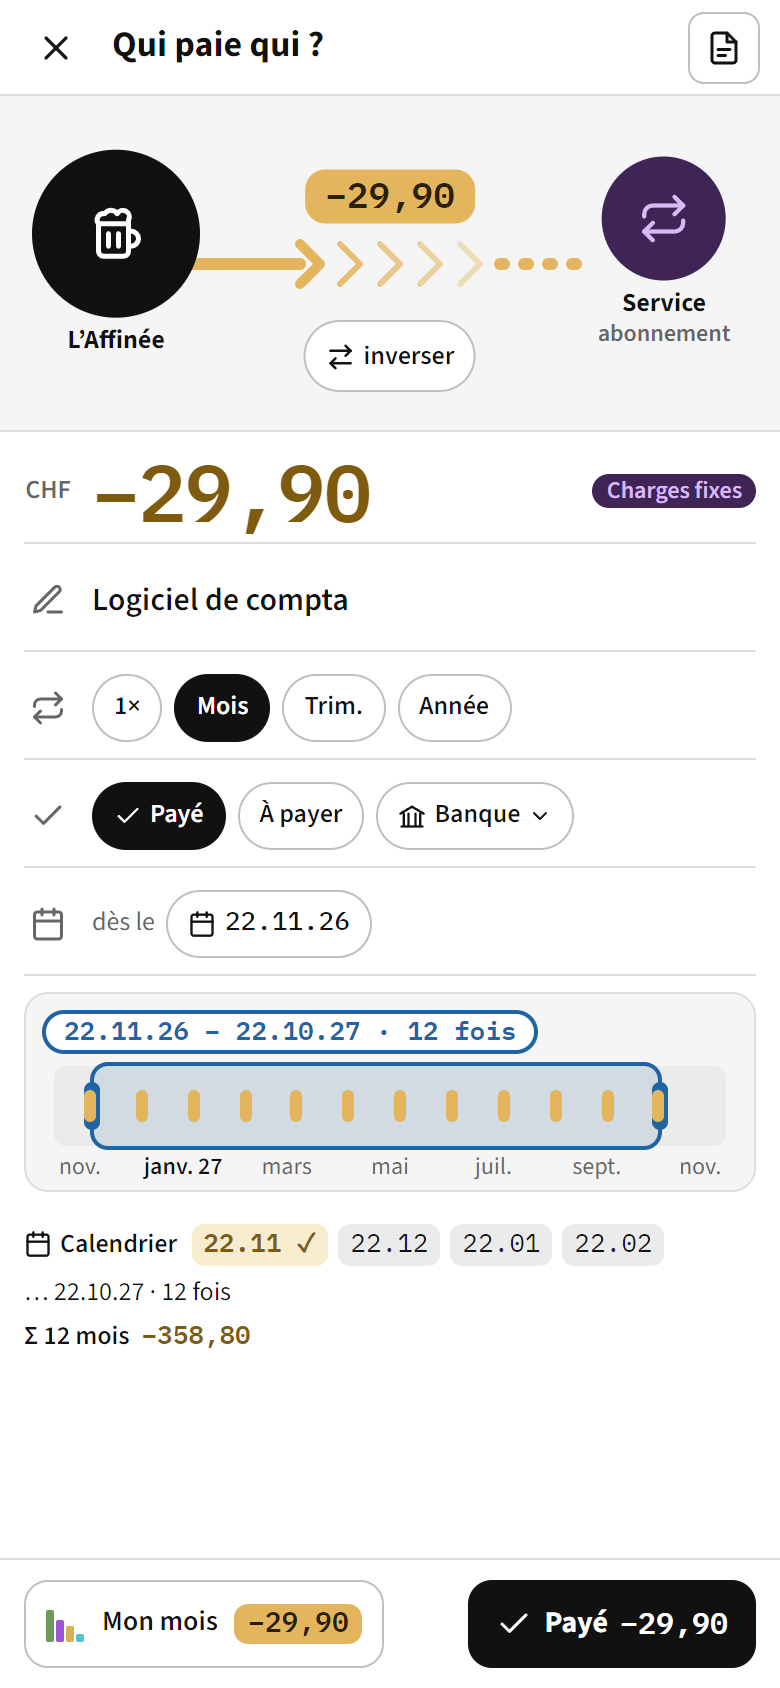 Qui paie qui ?
−29,90
L’Affinée
Service
abonnement
inverser
CHF −29,90 Charges fixes
Logiciel de compta
1× Mois Trim. Année
Payé À payer Banque
dès le 22.11.26
22.11.26 – 22.10.27 · 12 fois
nov. janv. 27 mars mai juil. sept. nov.
Calendrier 22.11 ✓ 22.12 22.01 22.02
… 22.10.27 · 12 fois
Σ 12 mois −358,80
Mon mois −29,90 Payé −29,90